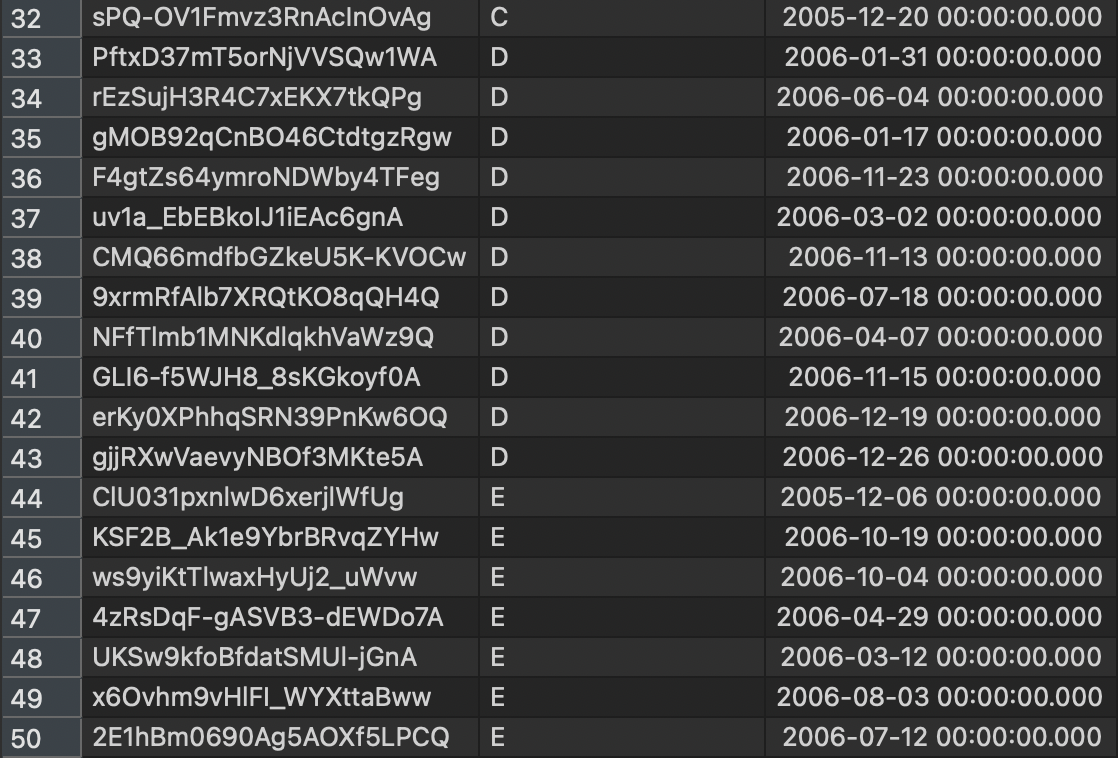 32 sPQ-OV1Fmvz3RnAclnOvAg C 2005-12-20 00:00:00.000
33 PftxD37mT5orNjVVSQw1WA D 2006-01-31 00:00:00.000
34 rEzSujH3R4C7xEKX7tkQPg D 2006-06-04 00:00:00.000
35 gMOB92qCnBO46CtdtgzRgw D 2006-01-17 00:00:00.000
36 F4gtZs64ymroNDWby4TFeg D 2006-11-23 00:00:00.000
37 uv1a_EbEBkolJ1iEAc6gnA D 2006-03-02 00:00:00.000
38 CMQ66mdfbGZkeU5K-KVOCw D 2006-11-13 00:00:00.000
39 9xrmRfAlb7XRQtKO8qQH4Q D 2006-07-18 00:00:00.000
40 NFfTlmb1MNKdlqkhVaWz9Q D 2006-04-07 00:00:00.000
41 GLI6-f5WJH8_8sKGkoyf0A D 2006-11-15 00:00:00.000
42 erKy0XPhhqSRN39PnKw6OQ D 2006-12-19 00:00:00.000
43 gjjRXwVaevyNBOf3MKte5A D 2006-12-26 00:00:00.000
44 ClU031pxnlwD6xerjlWfUg E 2005-12-06 00:00:00.000
45 KSF2B_Ak1e9YbrBRvqZYHw E 2006-10-19 00:00:00.000
46 ws9yiKtTlwaxHyUj2_uWvw E 2006-10-04 00:00:00.000
47 4zRsDqF-gASVB3-dEWDo7A E 2006-04-29 00:00:00.000
48 UKSw9kfoBfdatSMUl-jGnA E 2006-03-12 00:00:00.000
49 x6Ovhm9vHlFl_WYXttaBww E 2006-08-03 00:00:00.000
50 2E1hBm0690Ag5AOXf5LPCQ E 2006-07-12 00:00:00.000